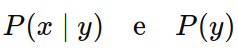 P(x | y) e P(y)